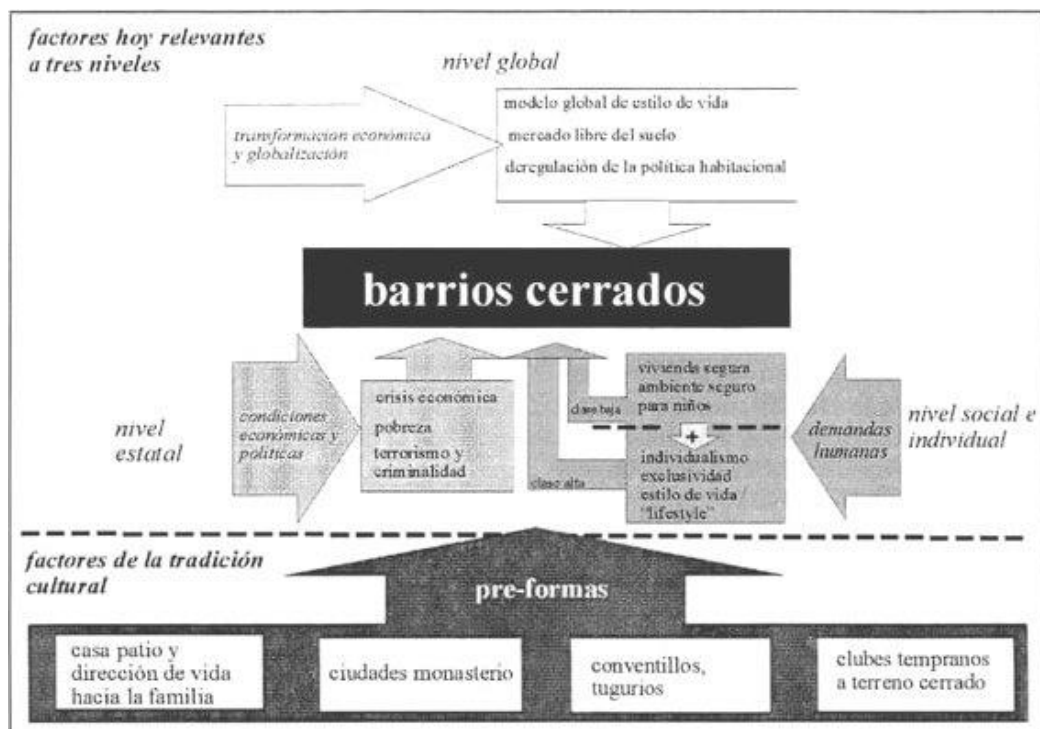 factores hoy relevantes
a tres niveles
nivel global
transformacion económica
y globalización
modelo global de estilo de vida
mercado libre del suelo
deregulación de la política habitacional
barrios cerrados
nivel
estatal
condiciones
económicas y
políticas
crisis económica
pobreza
terrorismo y
criminalidad
clase baja
clase alta
vivienda segura
ambiente seguro
para niños
+
individualismo
exclusividad
estilo de vida /
"lifestyle"
demandas
humanas
nivel social e
individual
factores de la tradición
cultural
pre-formas
casa patio y
dirección de vida
hacia la familia
ciudades monasterio
conventillos,
tugurios
clubes tempranos
a terreno cerrado